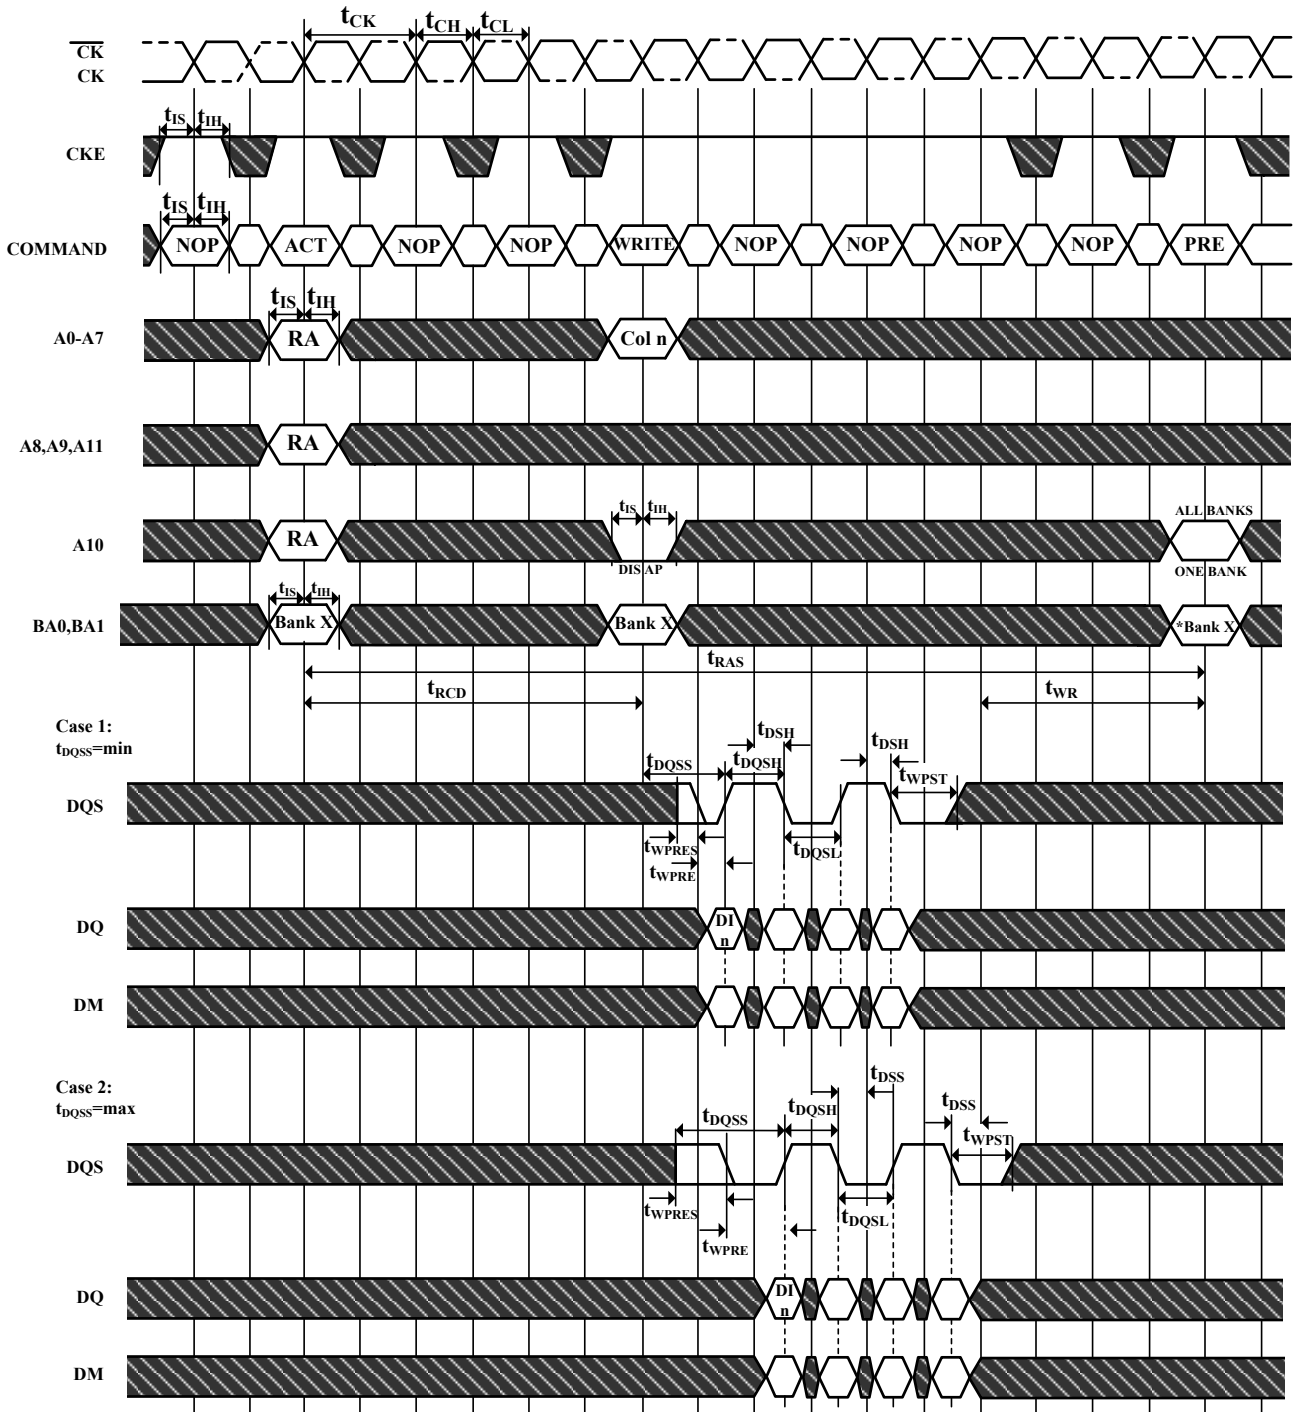 tCK tCH tCL
CK
CK
tIS tIH
CKE
tIS tIH
COMMAND NOP ACT NOP NOP WRITE NOP NOP NOP NOP PRE
tIS tIH
A0-A7 RA Col n
A8,A9,A11 RA
tIS tIH ALL BANKS
A10 RA
DIS AP ONE BANK
tIS tIH
BA0,BA1 Bank X Bank X *Bank X
tRAS
tRCD tWR
Case 1:
tDQSS=min
tDSH tDSH
tDQSS tDQSH tWPST
DQS
tWPRES tDQSL
tWPRE
DQ DI
n
DM
Case 2:
tDQSS=max
tDSS tDSS
tDQSS tDQSH tWPST
DQS
tWPRES tDQSL
tWPRE
DQ DI
n
DM